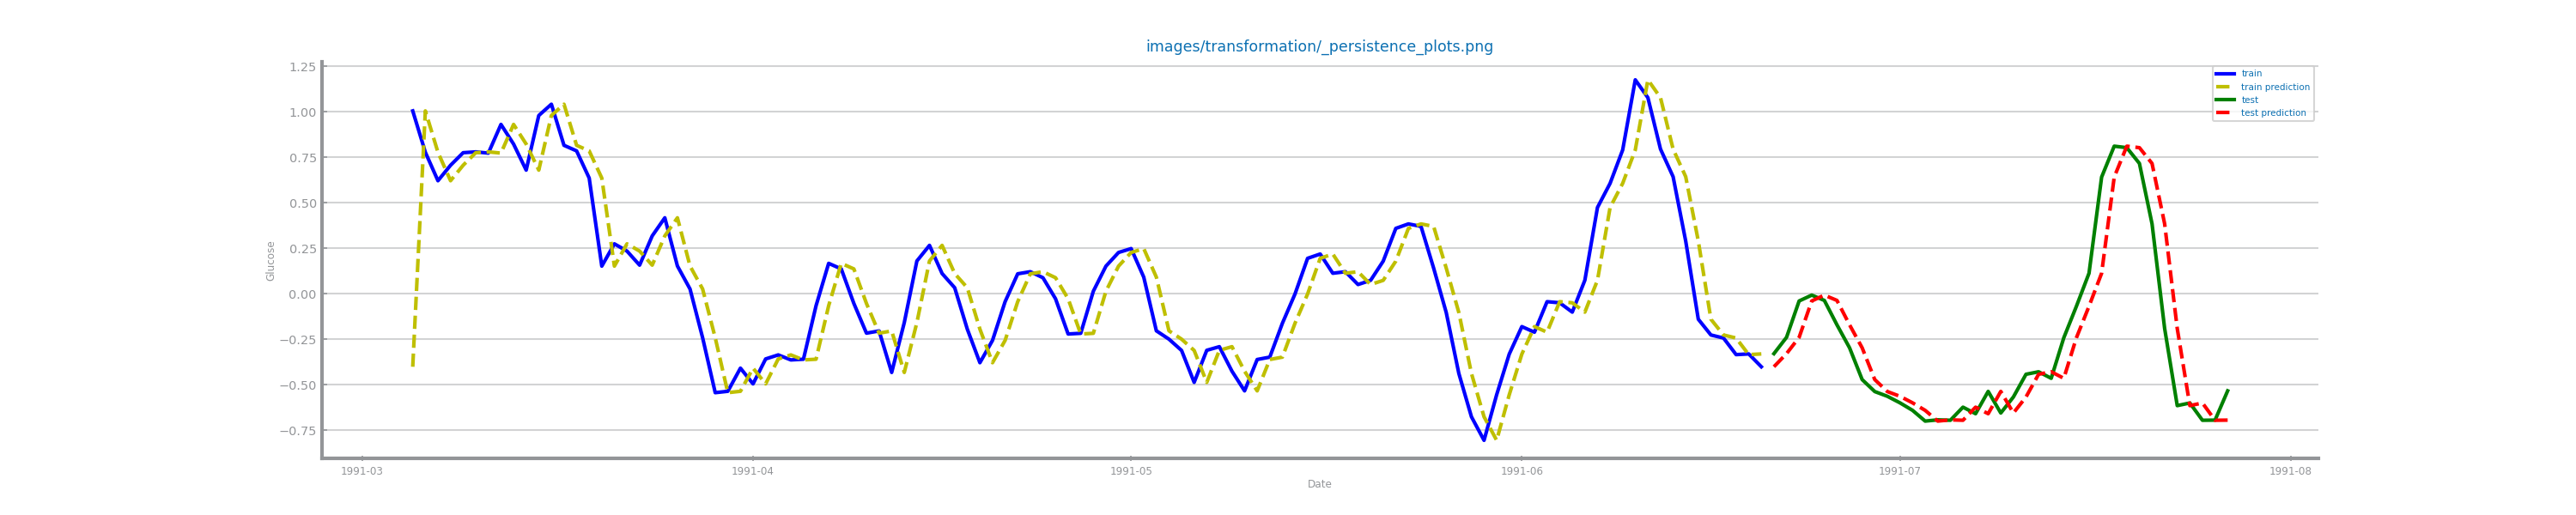 images/transformation/_persistence_plots.png
1.25
1.00
0.75
0.50
0.25
0.00
−0.25
−0.50
−0.75
Glucose
train
train prediction
test
test prediction
1991-03 1991-04 1991-05 1991-06 1991-07 1991-08
Date